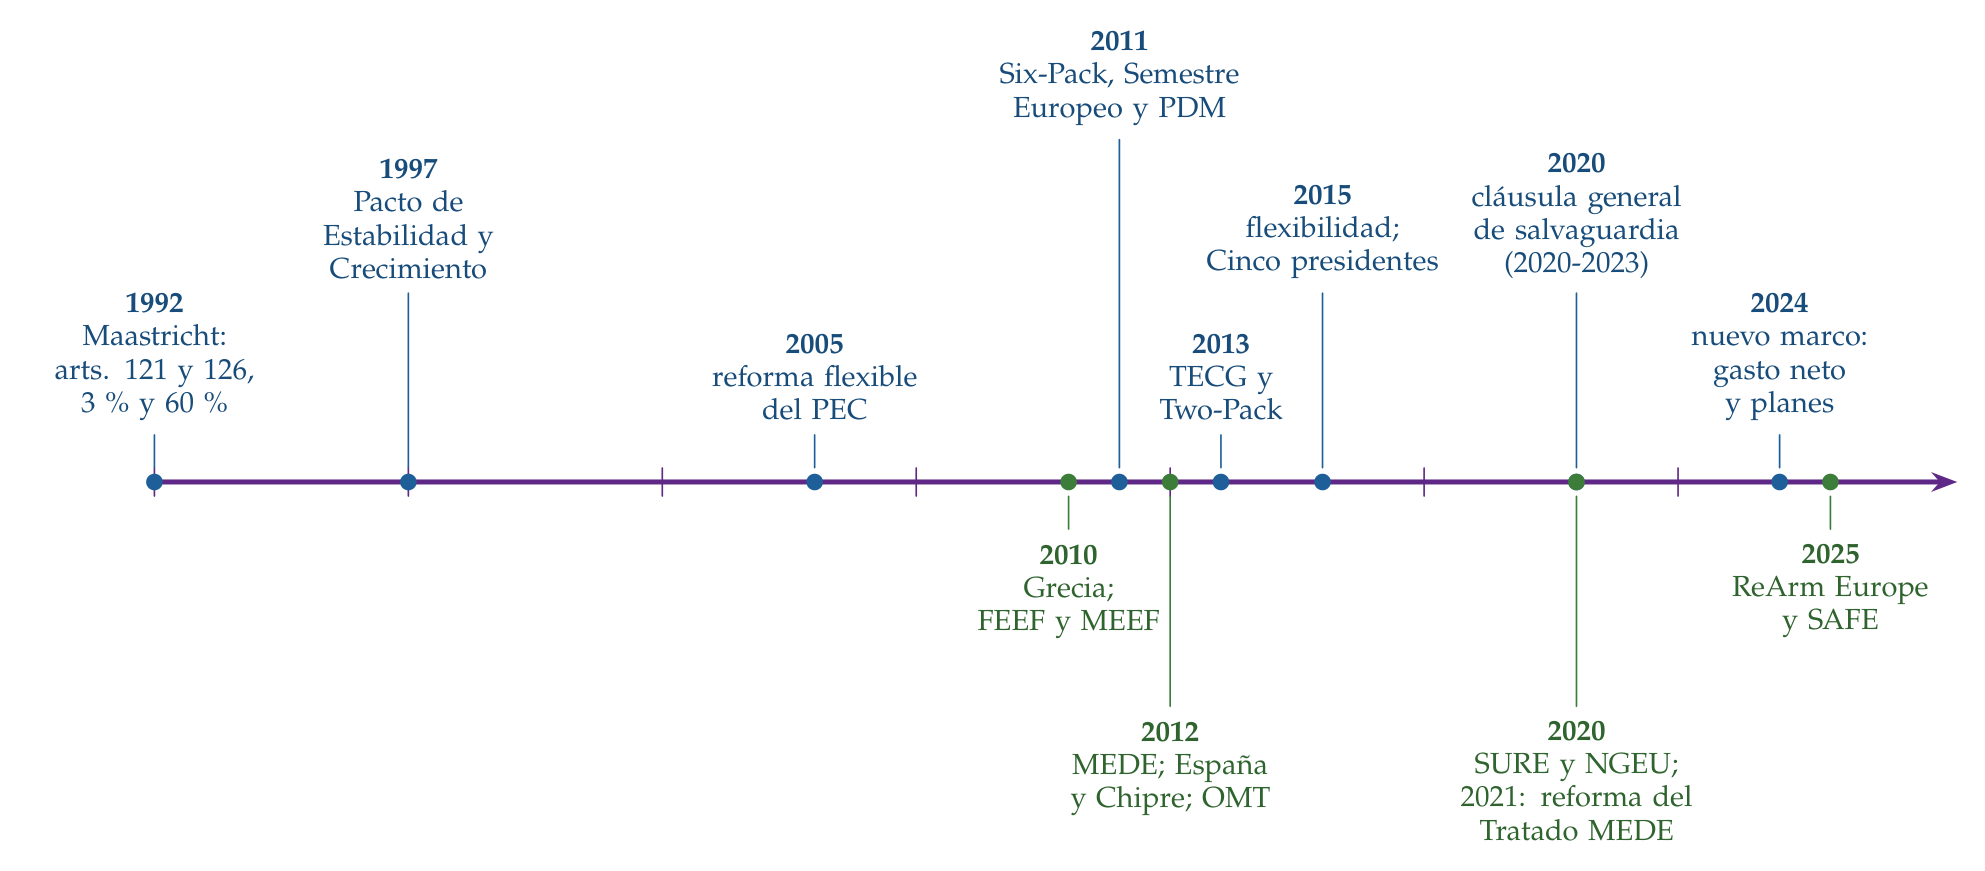 2011
Six-Pack, Semestre
Europeo y PDM
1997
Pacto de
Estabilidad y
Crecimiento
2020
cláusula general
de salvaguardia
(2020-2023)
2015
flexibilidad;
Cinco presidentes
1992
Maastricht:
arts. 121 y 126,
3 % y 60 %
2005
reforma flexible
del PEC
2013
TECG y
Two-Pack
2024
nuevo marco:
gasto neto
y planes
2010
Grecia;
FEEF y MEEF
2025
ReArm Europe
y SAFE
2012
MEDE; España
y Chipre; OMT
2020
SURE y NGEU;
2021: reforma del
Tratado MEDE